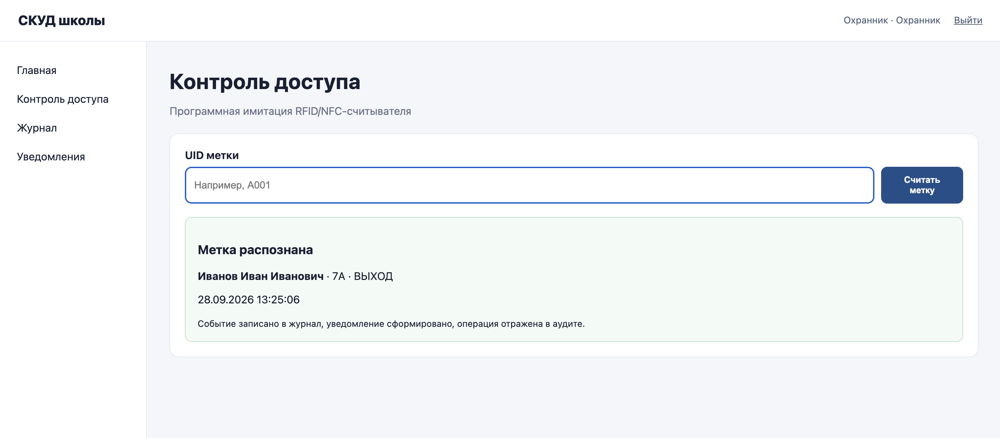 СКУД школы
Охранник · Охранник Выйти
Главная
Контроль доступа
Журнал
Уведомления
Контроль доступа
Программная имитация RFID/NFC-считывателя
UID метки
Например, A001
Считать
метку
Метка распознана
Иванов Иван Иванович · 7А · ВЫХОД
28.09.2026 13:25:06
Событие записано в журнал, уведомление сформировано, операция отражена в аудите.